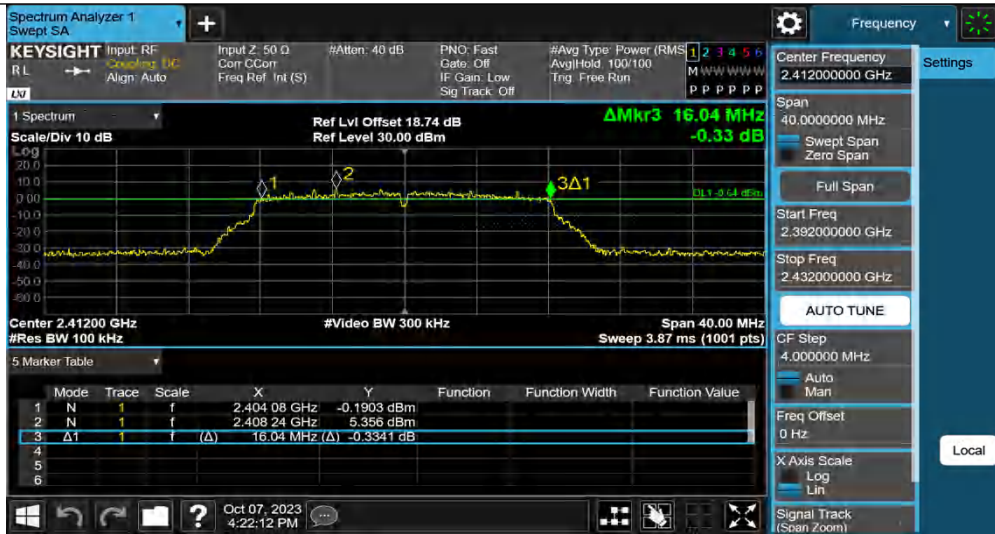 Spectrum Analyzer 1
Swept SA
+
Frequency
KEYSIGHT Input: RF Input Z: 50 Ω #Atten: 40 dB PNO: Fast #Avg Type: Power (RMS 1 2 3 4 5 6
RL Coupling: DC Corr CCorr Gate: Off Avg|Hold: 100/100 M W W W W W
Align: Auto Freq Ref: Int (S) IF Gain: Low Trig: Free Run
LXI Sig Track: Off P P P P P P
1 Spectrum Ref Lvl Offset 18.74 dB ΔMkr3 16.04 MHz
Scale/Div 10 dB Ref Level 30.00 dBm -0.33 dB
Log
20.0
10.0
0.00
-10.0
-20.0
-30.0
-40.0
-50.0
-60.0
1
2
3Δ1
DL1 -0.64 dBm
Center 2.41200 GHz #Video BW 300 kHz Span 40.00 MHz
#Res BW 100 kHz Sweep 3.87 ms (1001 pts)
5 Marker Table
Mode Trace Scale X Y Function Function Width Function Value
1 N 1 f 2.404 08 GHz -0.1903 dBm
2 N 1 f 2.408 24 GHz 5.356 dBm
3 Δ1 1 f (Δ) 16.04 MHz (Δ) -0.3341 dB
4
5
6
? Oct 07, 2023
4:22:12 PM
Center Frequency
2.412000000 GHz
Settings
Span
40.0000000 MHz
Swept Span
Zero Span
Full Span
Start Freq
2.392000000 GHz
Stop Freq
2.432000000 GHz
AUTO TUNE
CF Step
4.000000 MHz
Auto
Man
Freq Offset
0 Hz
Local
X Axis Scale
Log
Lin
Signal Track
(Span Zoom)